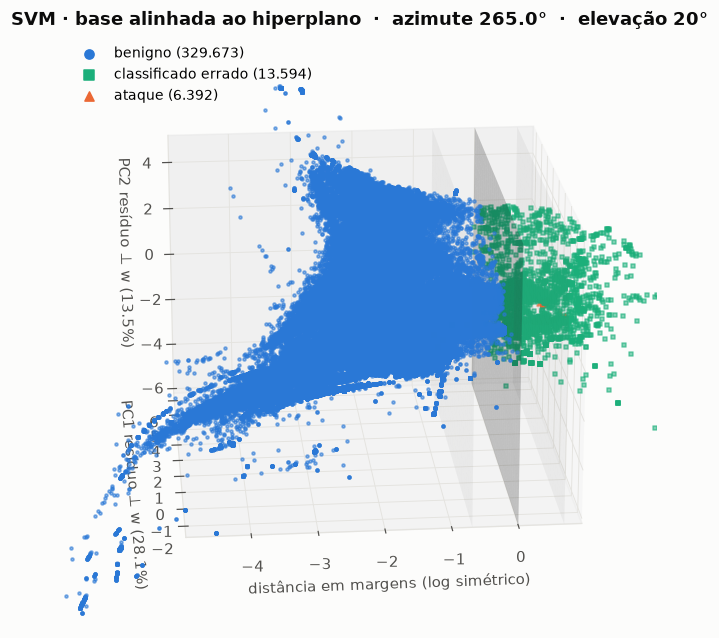 SVM · base alinhada ao hiperplano · azimute 265.0° · elevação 20°
benigno (329.673)
classificado errado (13.594)
ataque (6.392)
PC2 resíduo ⊥ w (13.5%)
4
2
0
−2
−4
−6
PC1 resíduo ⊥ w (28.1%)
4
3
2
1
0
−1
−2
−4
−3
−2
−1
0
distância em margens (log simétrico)